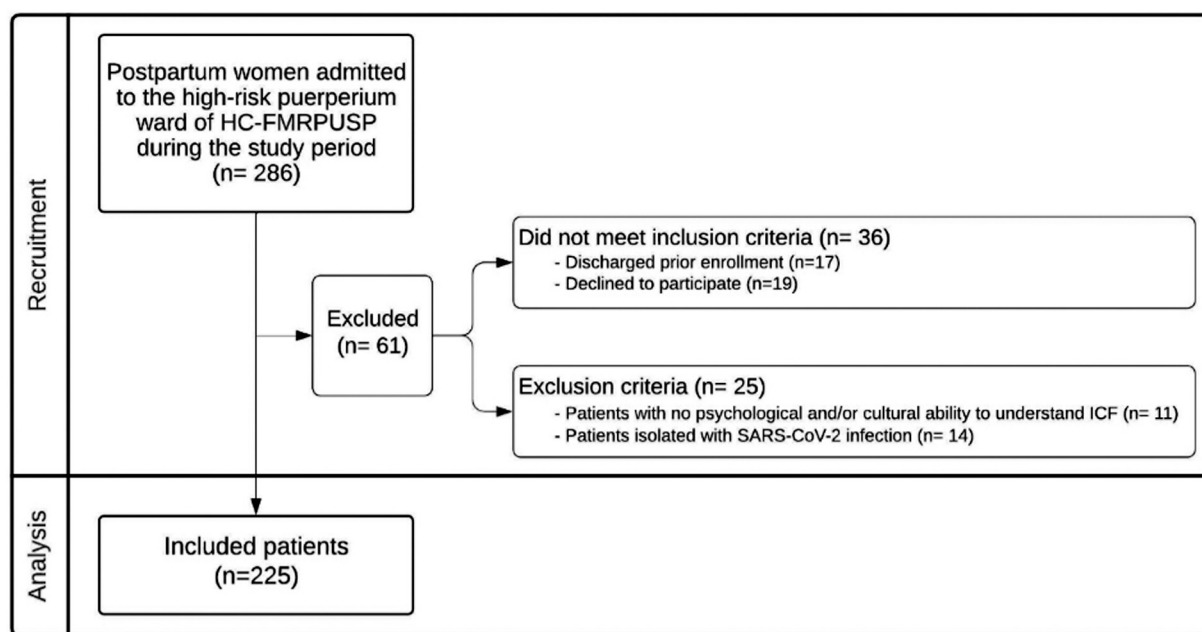 Recruitment
Postpartum women admitted
to the high-risk puerperium
ward of HC-FMRPUSP
during the study period
(n= 286)
Excluded
(n= 61)
Did not meet inclusion criteria (n= 36)
- Discharged prior enrollment (n=17)
- Declined to participate (n=19)
Exclusion criteria (n= 25)
- Patients with no psychological and/or cultural ability to understand ICF (n= 11)
- Patients isolated with SARS-CoV-2 infection (n= 14)
Analysis
Included patients
(n=225)